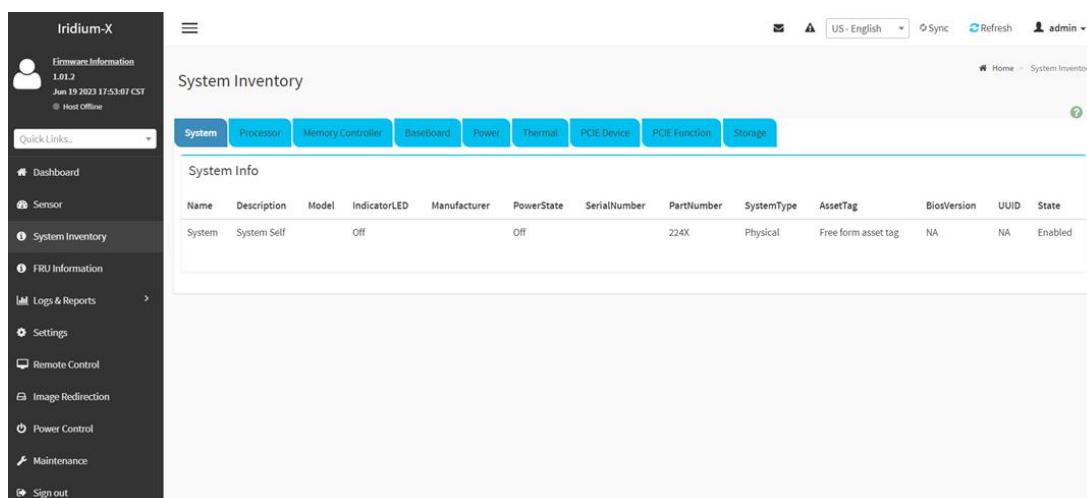 Iridium-X
US - English
Sync
Refresh
admin
Firmware Information
1.01.2
Jun 19 2023 17:53:07 CST
Host Offline
Quick Links..
Dashboard
Sensor
System Inventory
FRU Information
Logs & Reports
Settings
Remote Control
Image Redirection
Power Control
Maintenance
Sign out
System Inventory
Home - System Invento
System Processor Memory Controller BaseBoard Power Thermal PCIE Device PCIE Function Storage
System Info
Name Description Model IndicatorLED Manufacturer PowerState SerialNumber PartNumber SystemType AssetTag BiosVersion UUID State
System System Self Off Off 224X Physical Free form asset tag NA NA Enabled